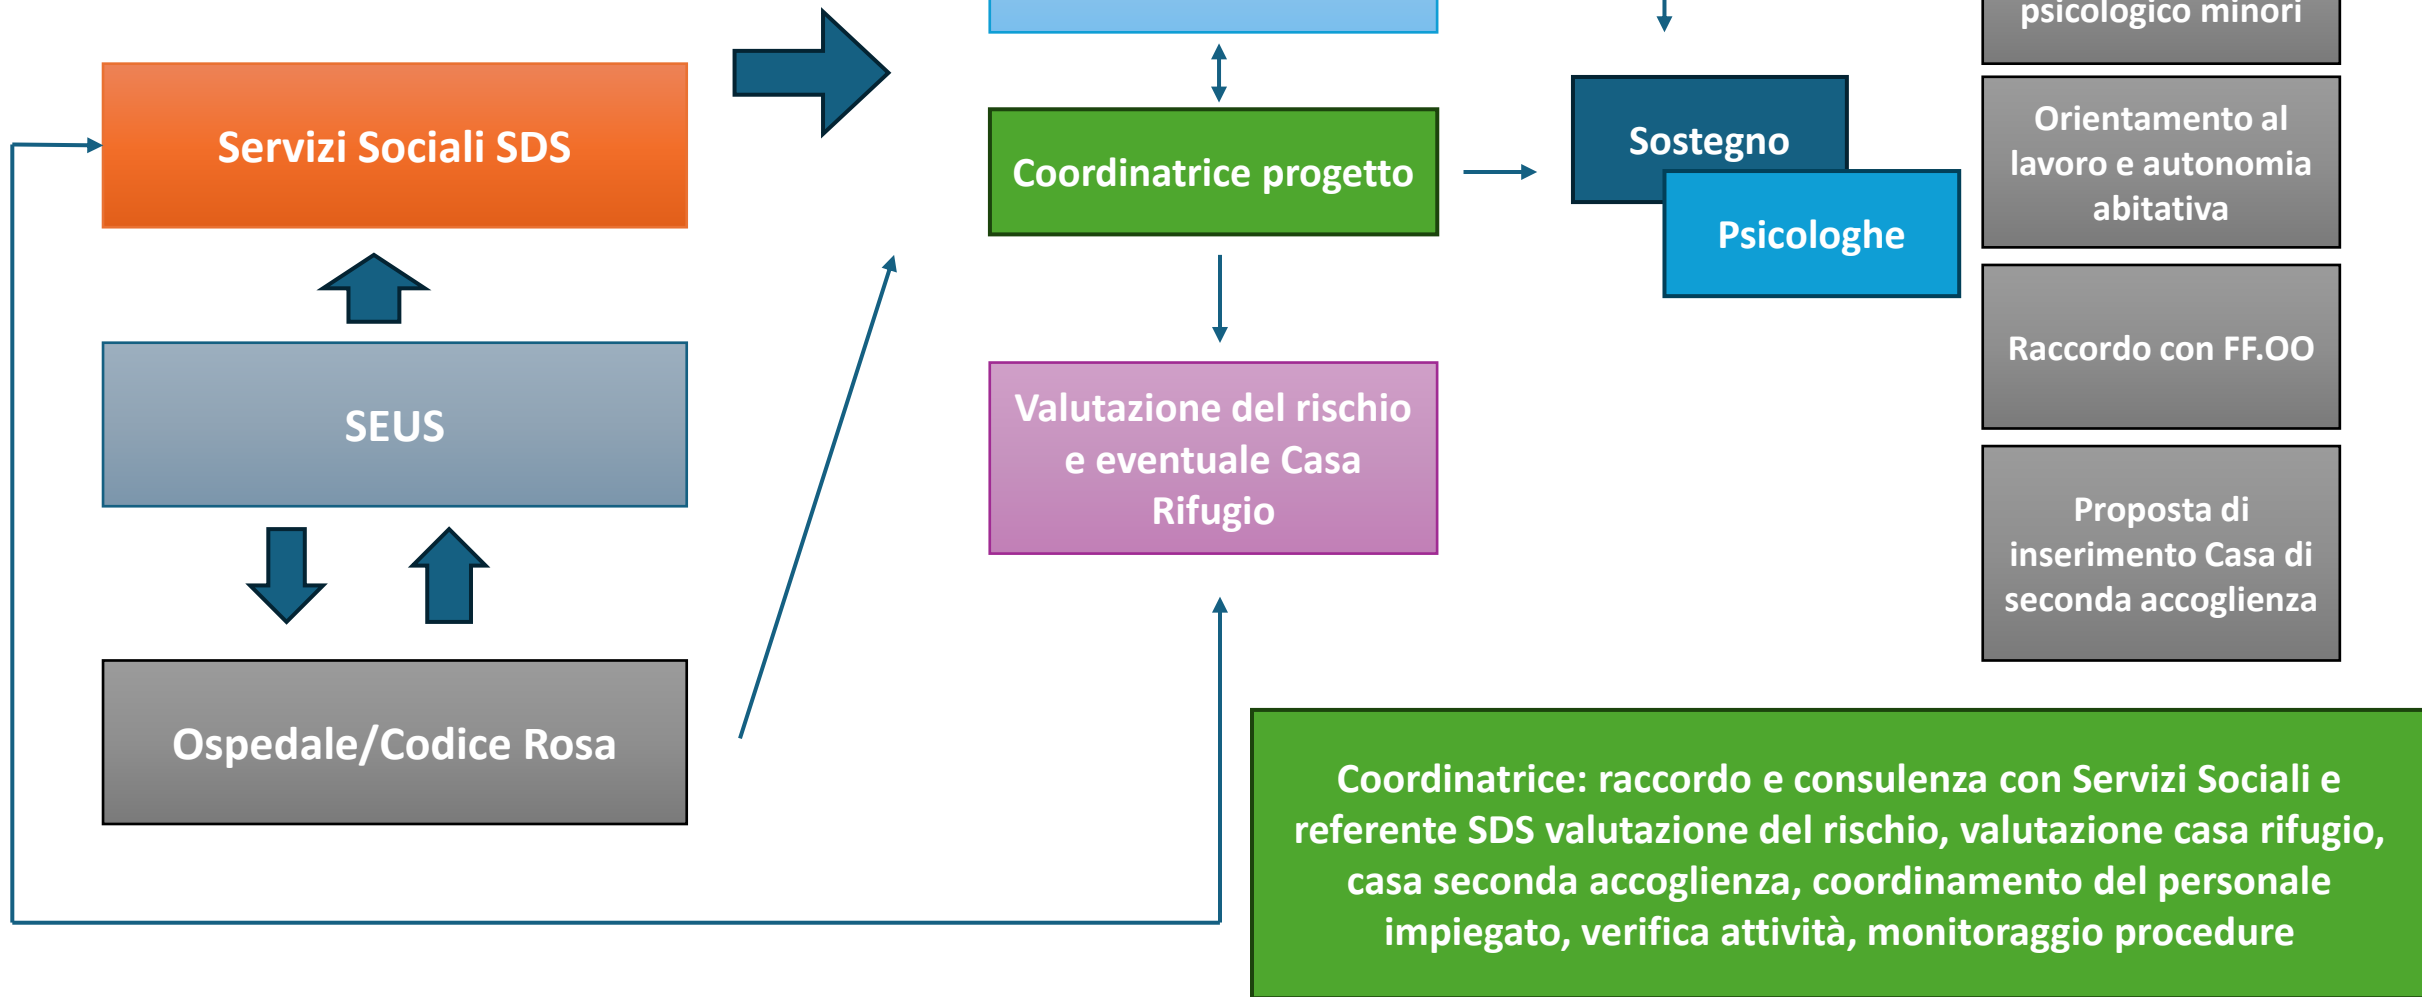 Servizi Sociali SDS
SEUS
Ospedale/Codice Rosa
Coordinatrice progetto
Valutazione del rischio
e eventuale Casa
Rifugio
Sostegno
Psicologhe
psicologico minori
Orientamento al
lavoro e autonomia
abitativa
Raccordo con FF.OO
Proposta di
inserimento Casa di
seconda accoglienza
Coordinatrice: raccordo e consulenza con Servizi Sociali e
referente SDS valutazione del rischio, valutazione casa rifugio,
casa seconda accoglienza, coordinamento del personale
impiegato, verifica attività, monitoraggio procedure